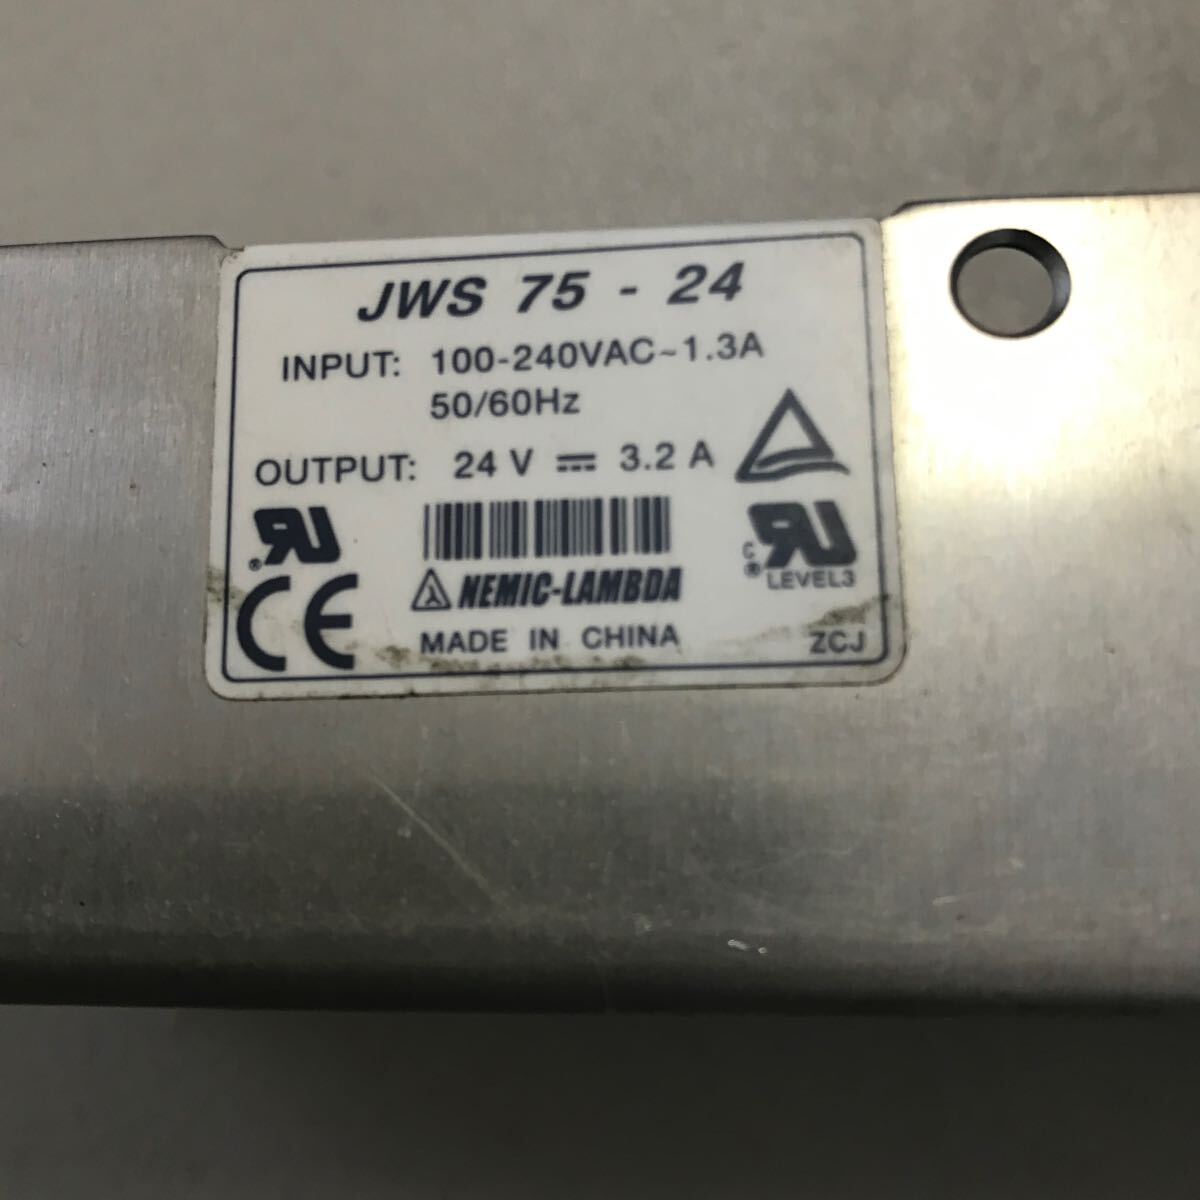 JWS 75 - 24
INPUT: 100-240VAC~1.3A
50/60Hz
OUTPUT: 24 V ⎓ 3.2 A
NEMIC-LAMBDA
LEVEL3
CE
MADE IN CHINA
ZCJ